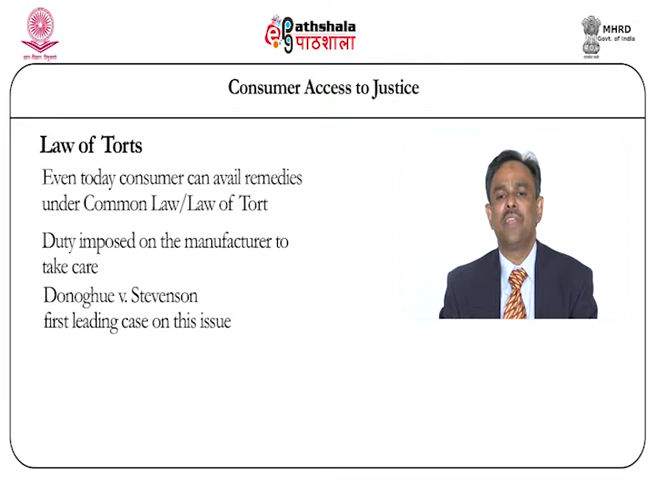 ज्ञान-विज्ञान विमुक्तये
ePathshala
पाठशाला
MHRD
Govt. of India
Consumer Access to Justice
Law of Torts
Even today consumer can avail remedies
under Common Law/Law of Tort
Duty imposed on the manufacturer to
take care
Donoghue v. Stevenson
first leading case on this issue